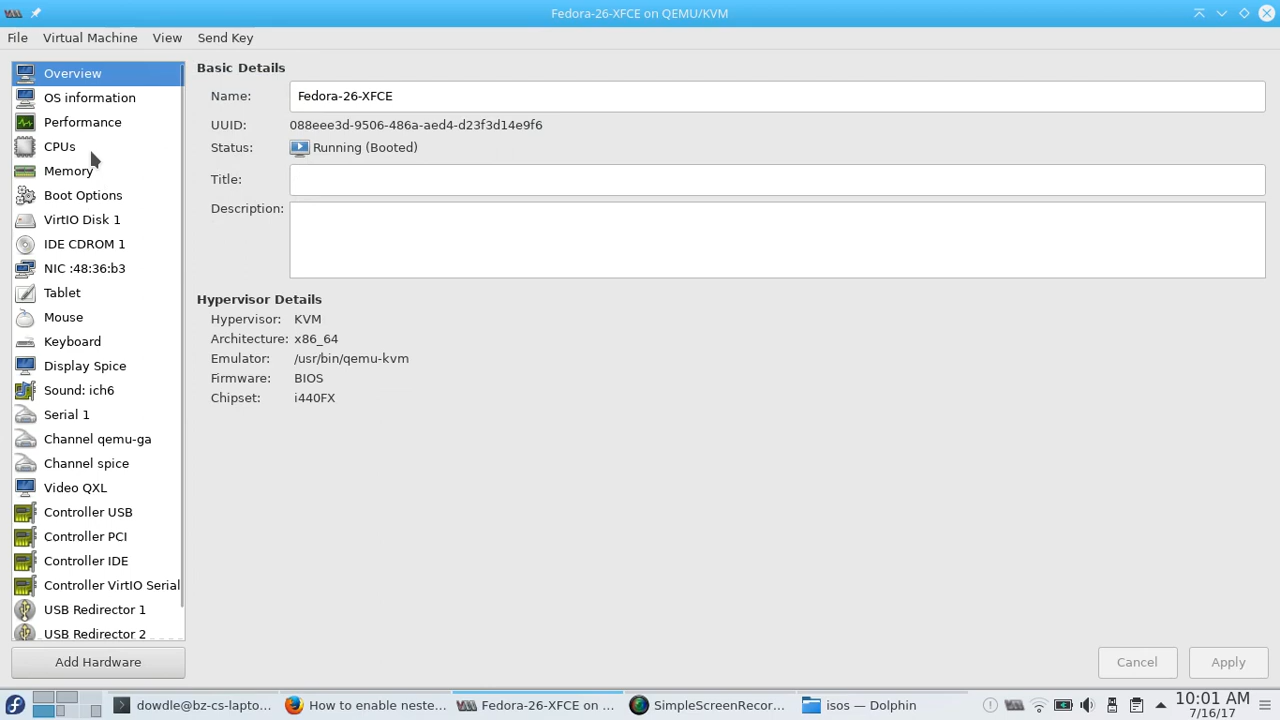 Fedora-26-XFCE on QEMU/KVM
File Virtual Machine View Send Key
Overview
OS information
Performance
CPUs
Memory
Boot Options
VirtIO Disk 1
IDE CDROM 1
NIC :48:36:b3
Tablet
Mouse
Keyboard
Display Spice
Sound: ich6
Serial 1
Channel qemu-ga
Channel spice
Video QXL
Controller USB
Controller PCI
Controller IDE
Controller VirtIO Serial
USB Redirector 1
USB Redirector 2
Add Hardware
Basic Details
Name: Fedora-26-XFCE
UUID: 088eee3d-9506-486a-aed4-d23f3d14e9f6
Status: Running (Booted)
Title:
Description:
Hypervisor Details
Hypervisor: KVM
Architecture: x86_64
Emulator: /usr/bin/qemu-kvm
Firmware: BIOS
Chipset: i440FX
Cancel Apply
dowdle@bz-cs-lapto... How to enable neste... Fedora-26-XFCE on ... SimpleScreenRecor... isos — Dolphin
10:01 AM
7/16/17